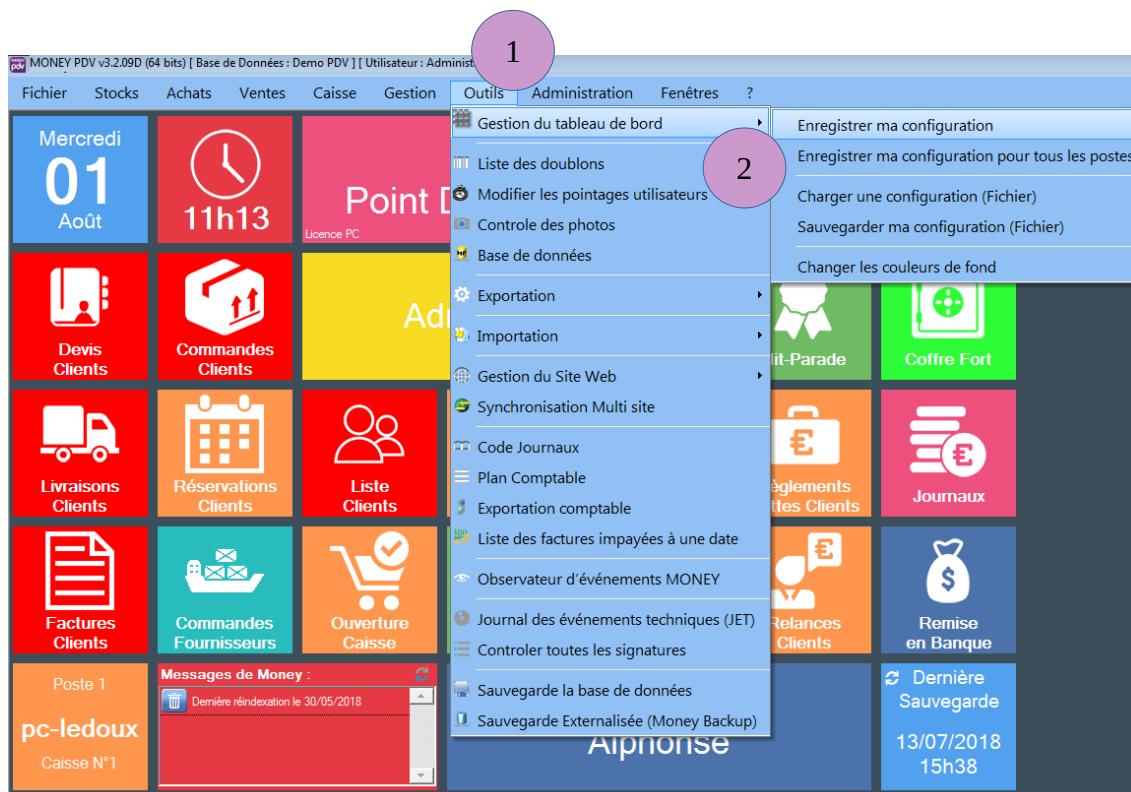 1
MONEY PDV v3.2.09D (64 bits) [ Base de Données : Demo PDV ] [ Utilisateur : Administ
Fichier Stocks Achats Ventes Caisse Gestion Outils Administration Fenêtres ?
Mercredi
01
Août
11h13
Point D
Licence PC
Gestion du tableau de bord
Liste des doublons
Modifier les pointages utilisateurs
Controle des photos
Base de données
Exportation
Importation
Gestion du Site Web
Synchronisation Multi site
Code Journaux
Plan Comptable
Exportation comptable
Liste des factures impayées à une date
Observateur d'événements MONEY
Journal des événements techniques (JET)
Controler toutes les signatures
Sauvegarde la base de données
Sauvegarde Externalisée (Money Backup)
2
Enregistrer ma configuration
Enregistrer ma configuration pour tous les postes
Charger une configuration (Fichier)
Sauvegarder ma configuration (Fichier)
Changer les couleurs de fond
Devis
Clients
Commandes
Clients
Ad
it-Parade
Coffre Fort
Livraisons
Clients
Réservations
Clients
Liste
Clients
èglements
ttes Clients
Journaux
Factures
Clients
Commandes
Fournisseurs
Ouverture
Caisse
Relances
Clients
Remise
en Banque
Poste 1
pc-ledoux
Caisse N°1
Messages de Money :
Dernière réindexation le 30/05/2018
Alphonse
Dernière
Sauvegarde
13/07/2018
15h38